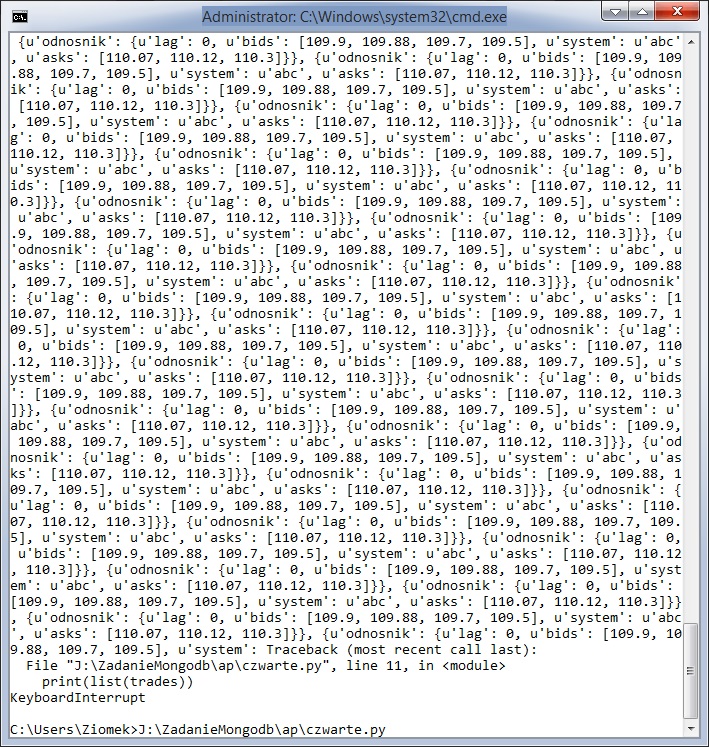 Administrator: C:\Windows\system32\cmd.exe
 {u'odnosnik': {u'lag': 0, u'bids': [109.9, 109.88, 109.7, 109.5], u'system': u'abc'
, u'asks': [110.07, 110.12, 110.3]}}, {u'odnosnik': {u'lag': 0, u'bids': [109.9, 109
.88, 109.7, 109.5], u'system': u'abc', u'asks': [110.07, 110.12, 110.3]}}, {u'odnosn
ik': {u'lag': 0, u'bids': [109.9, 109.88, 109.7, 109.5], u'system': u'abc', u'asks':
 [110.07, 110.12, 110.3]}}, {u'odnosnik': {u'lag': 0, u'bids': [109.9, 109.88, 109.7
, 109.5], u'system': u'abc', u'asks': [110.07, 110.12, 110.3]}}, {u'odnosnik': {u'la
g': 0, u'bids': [109.9, 109.88, 109.7, 109.5], u'system': u'abc', u'asks': [110.07,
110.12, 110.3]}}, {u'odnosnik': {u'lag': 0, u'bids': [109.9, 109.88, 109.7, 109.5],
u'system': u'abc', u'asks': [110.07, 110.12, 110.3]}}, {u'odnosnik': {u'lag': 0, u'b
ids': [109.9, 109.88, 109.7, 109.5], u'system': u'abc', u'asks': [110.07, 110.12, 11
0.3]}}, {u'odnosnik': {u'lag': 0, u'bids': [109.9, 109.88, 109.7, 109.5], u'system':
 u'abc', u'asks': [110.07, 110.12, 110.3]}}, {u'odnosnik': {u'lag': 0, u'bids': [109
.9, 109.88, 109.7, 109.5], u'system': u'abc', u'asks': [110.07, 110.12, 110.3]}}, {u
'odnosnik': {u'lag': 0, u'bids': [109.9, 109.88, 109.7, 109.5], u'system': u'abc', u
'asks': [110.07, 110.12, 110.3]}}, {u'odnosnik': {u'lag': 0, u'bids': [109.9, 109.88
, 109.7, 109.5], u'system': u'abc', u'asks': [110.07, 110.12, 110.3]}}, {u'odnosnik'
: {u'lag': 0, u'bids': [109.9, 109.88, 109.7, 109.5], u'system': u'abc', u'asks': [1
10.07, 110.12, 110.3]}}, {u'odnosnik': {u'lag': 0, u'bids': [109.9, 109.88, 109.7, 1
09.5], u'system': u'abc', u'asks': [110.07, 110.12, 110.3]}}, {u'odnosnik': {u'lag':
 0, u'bids': [109.9, 109.88, 109.7, 109.5], u'system': u'abc', u'asks': [110.07, 110
.12, 110.3]}}, {u'odnosnik': {u'lag': 0, u'bids': [109.9, 109.88, 109.7, 109.5], u's
ystem': u'abc', u'asks': [110.07, 110.12, 110.3]}}, {u'odnosnik': {u'lag': 0, u'bids
': [109.9, 109.88, 109.7, 109.5], u'system': u'abc', u'asks': [110.07, 110.12, 110.3
]}}, {u'odnosnik': {u'lag': 0, u'bids': [109.9, 109.88, 109.7, 109.5], u'system': u'
abc', u'asks': [110.07, 110.12, 110.3]}}, {u'odnosnik': {u'lag': 0, u'bids': [109.9,
 109.88, 109.7, 109.5], u'system': u'abc', u'asks': [110.07, 110.12, 110.3]}}, {u'od
nosnik': {u'lag': 0, u'bids': [109.9, 109.88, 109.7, 109.5], u'system': u'abc', u'as
ks': [110.07, 110.12, 110.3]}}, {u'odnosnik': {u'lag': 0, u'bids': [109.9, 109.88, 1
09.7, 109.5], u'system': u'abc', u'asks': [110.07, 110.12, 110.3]}}, {u'odnosnik': {
u'lag': 0, u'bids': [109.9, 109.88, 109.7, 109.5], u'system': u'abc', u'asks': [110.
07, 110.12, 110.3]}}, {u'odnosnik': {u'lag': 0, u'bids': [109.9, 109.88, 109.7, 109.
5], u'system': u'abc', u'asks': [110.07, 110.12, 110.3]}}, {u'odnosnik': {u'lag': 0,
 u'bids': [109.9, 109.88, 109.7, 109.5], u'system': u'abc', u'asks': [110.07, 110.12
, 110.3]}}, {u'odnosnik': {u'lag': 0, u'bids': [109.9, 109.88, 109.7, 109.5], u'syst
em': u'abc', u'asks': [110.07, 110.12, 110.3]}}, {u'odnosnik': {u'lag': 0, u'bids': 
[109.9, 109.88, 109.7, 109.5], u'system': u'abc', u'asks': [110.07, 110.12, 110.3]}}
, {u'odnosnik': {u'lag': 0, u'bids': [109.9, 109.88, 109.7, 109.5], u'system': u'abc
', u'asks': [110.07, 110.12, 110.3]}}, {u'odnosnik': {u'lag': 0, u'bids': [109.9, 10
9.88, 109.7, 109.5], u'system': Traceback (most recent call last):
  File "J:\ZadanieMongodb\ap\czwarte.py", line 11, in <module>
    print(list(trades))
KeyboardInterrupt
C:\Users\Ziomek>J:\ZadanieMongodb\ap\czwarte.py